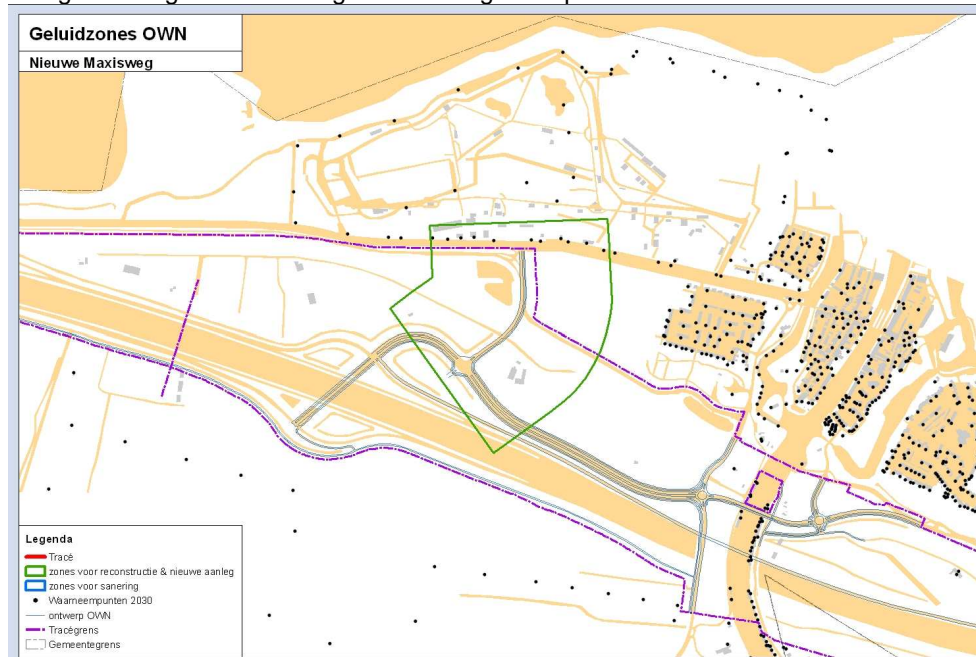 Geluidzones OWN
Nieuwe Maxisweg
Legenda
Tracé
zones voor reconstructie & nieuwe aanleg
zones voor sanering
Waarneempunten 2030
ontwerp OWN
Tracégrens
Gemeentegrens